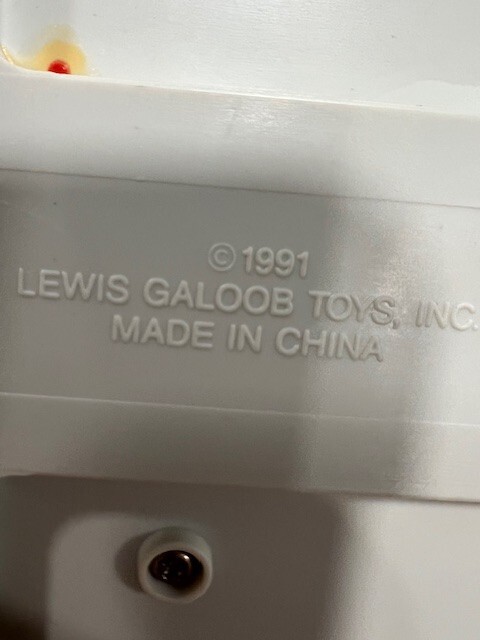 ©1991
LEWIS GALOOB TOYS, INC.
MADE IN CHINA